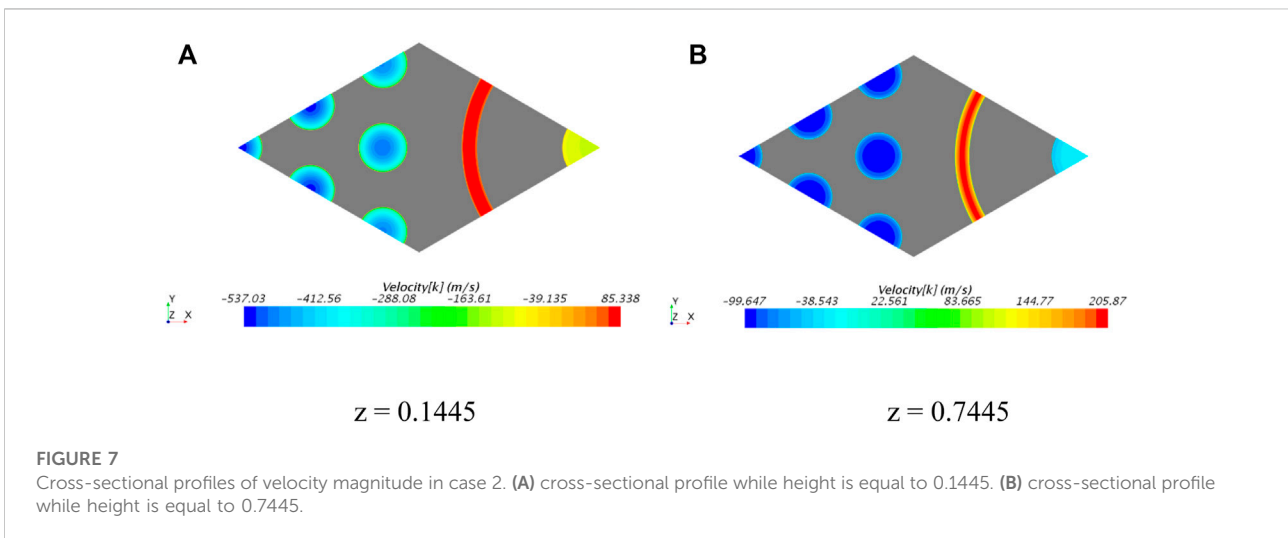 A
B
Velocity[k] (m/s)
-537.03 -412.56 -288.08 -163.61 -39.135 85.338
Y
Z X
Velocity[k] (m/s)
-99.647 -38.543 22.561 83.665 144.77 205.87
Y
Z X
z = 0.1445
z = 0.7445
FIGURE 7
Cross-sectional profiles of velocity magnitude in case 2. (A) cross-sectional profile while height is equal to 0.1445. (B) cross-sectional profile
while height is equal to 0.7445.